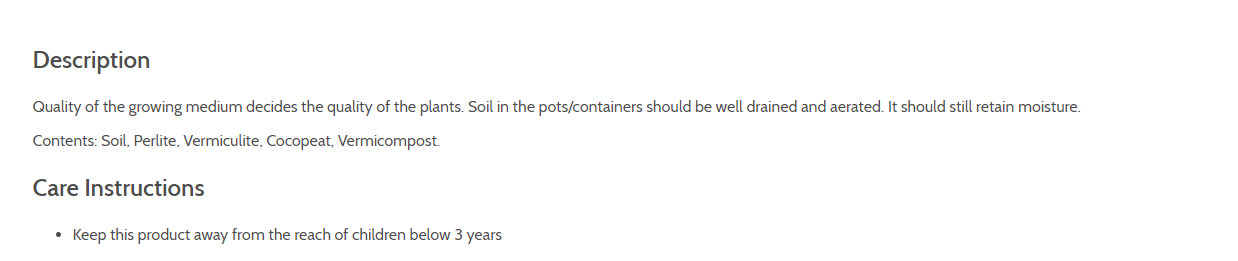 Description
Quality of the growing medium decides the quality of the plants. Soil in the pots/containers should be well drained and aerated. It should still retain moisture.
Contents: Soil, Perlite, Vermiculite, Cocopeat, Vermicompost.
Care Instructions
• Keep this product away from the reach of children below 3 years